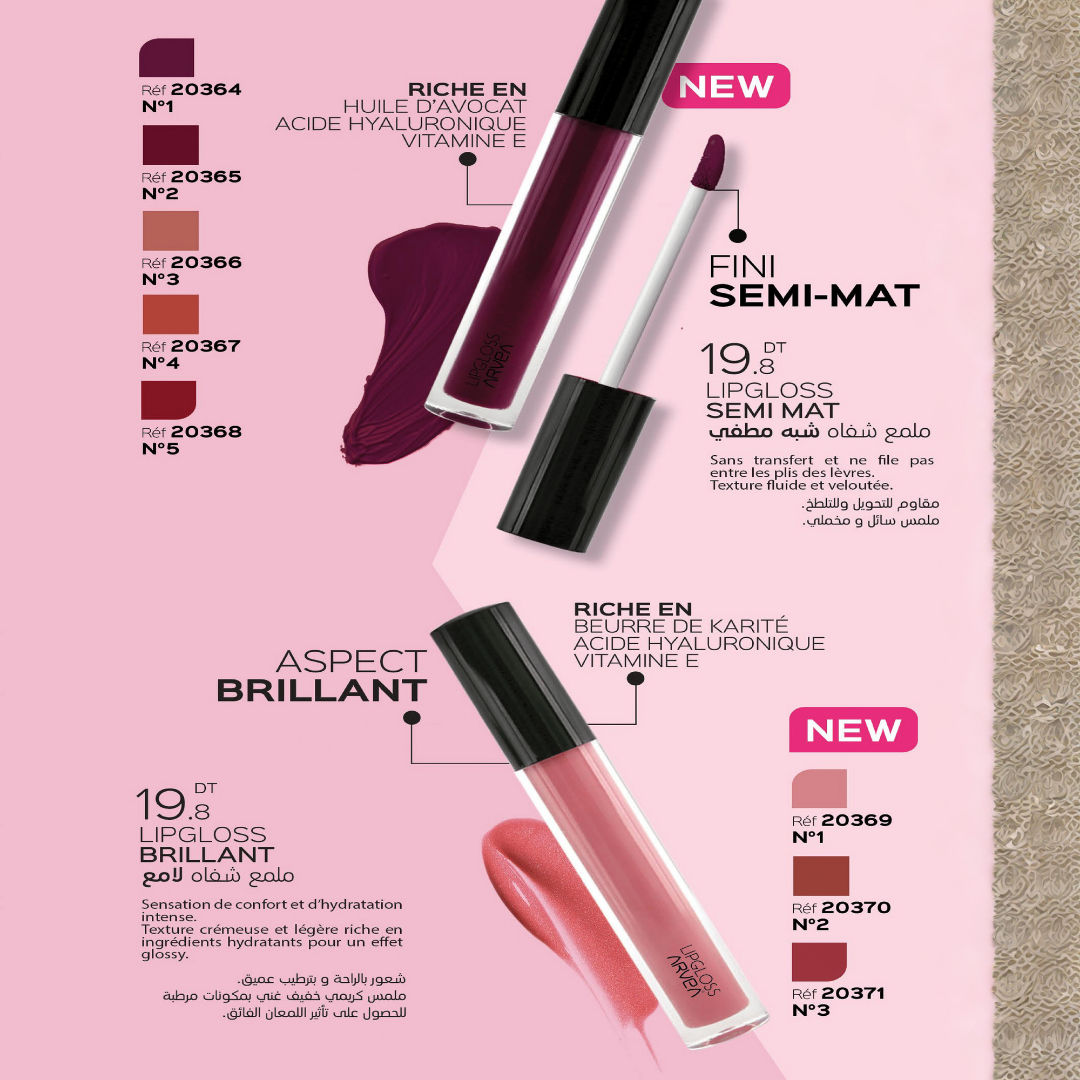 Réf 20364
N°1
Réf 20365
N°2
Réf 20366
N°3
Réf 20367
N°4
Réf 20368
N°5
RICHE EN
HUILE D'AVOCAT
ACIDE HYALURONIQUE
VITAMINE E
NEW
LIPGLOSS
ARVEA
FINI
SEMI-MAT
19.8 DT
LIPGLOSS
SEMI MAT
ملمع شفاه شبه مطفي
Sans transfert et ne file pas
entre les plis des lèvres.
Texture fluide et veloutée.
مقاوم للتحويل وللتلطخ.
ملمس سائل و مخملي.
ASPECT
BRILLANT
RICHE EN
BEURRE DE KARITÉ
ACIDE HYALURONIQUE
VITAMINE E
19.8 DT
LIPGLOSS
BRILLANT
ملمع شفاه لامع
Sensation de confort et d'hydratation
intense.
Texture crémeuse et légère riche en
ingrédients hydratants pour un effet
glossy.
شعور بالراحة و بترطيب عميق.
ملمس كريمي خفيف غني بمكونات مرطبة
للحصول على تأثير اللمعان الفائق.
LIPGLOSS
ARVEA
NEW
Réf 20369
N°1
Réf 20370
N°2
Réf 20371
N°3